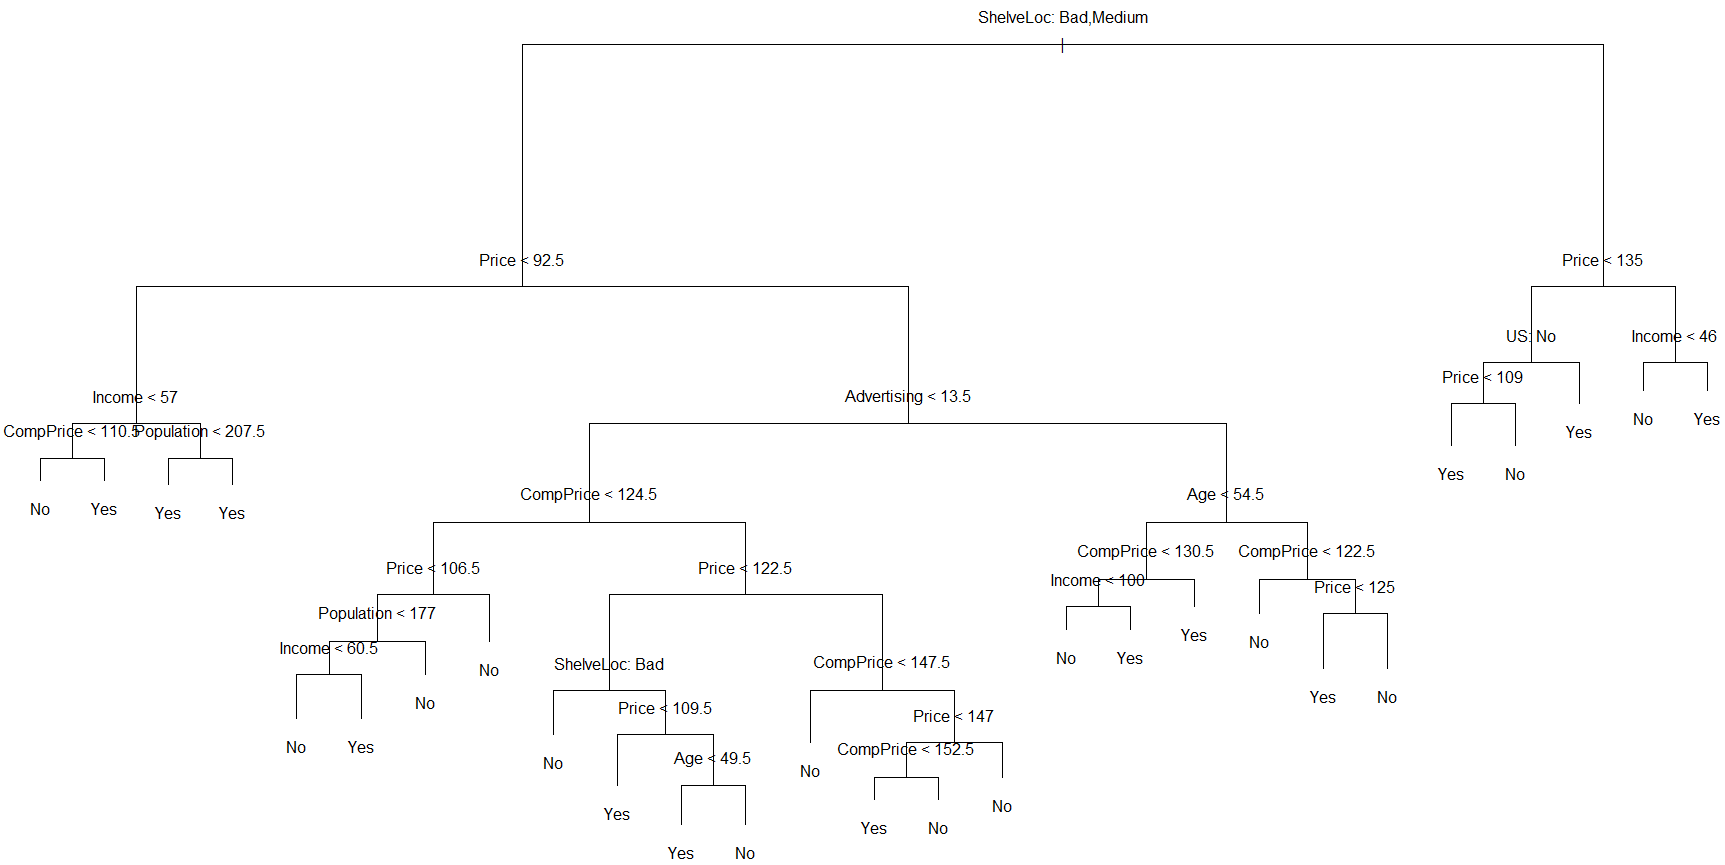 ShelveLoc: Bad,Medium
Price < 92.5
Price < 135
US: No
Income < 46
Price < 109
Income < 57
Advertising < 13.5
No
Yes
Yes
CompPrice < 110.5
Population < 207.5
Yes
No
CompPrice < 124.5
Age < 54.5
No
Yes
Yes
Yes
CompPrice < 130.5
CompPrice < 122.5
Price < 106.5
Price < 122.5
Income < 100
Price < 125
Population < 177
Yes
No
Income < 60.5
No
Yes
ShelveLoc: Bad
CompPrice < 147.5
No
Yes
No
No
Price < 109.5
Price < 147
No
Yes
CompPrice < 152.5
No
Age < 49.5
No
No
Yes
Yes
No
Yes
No